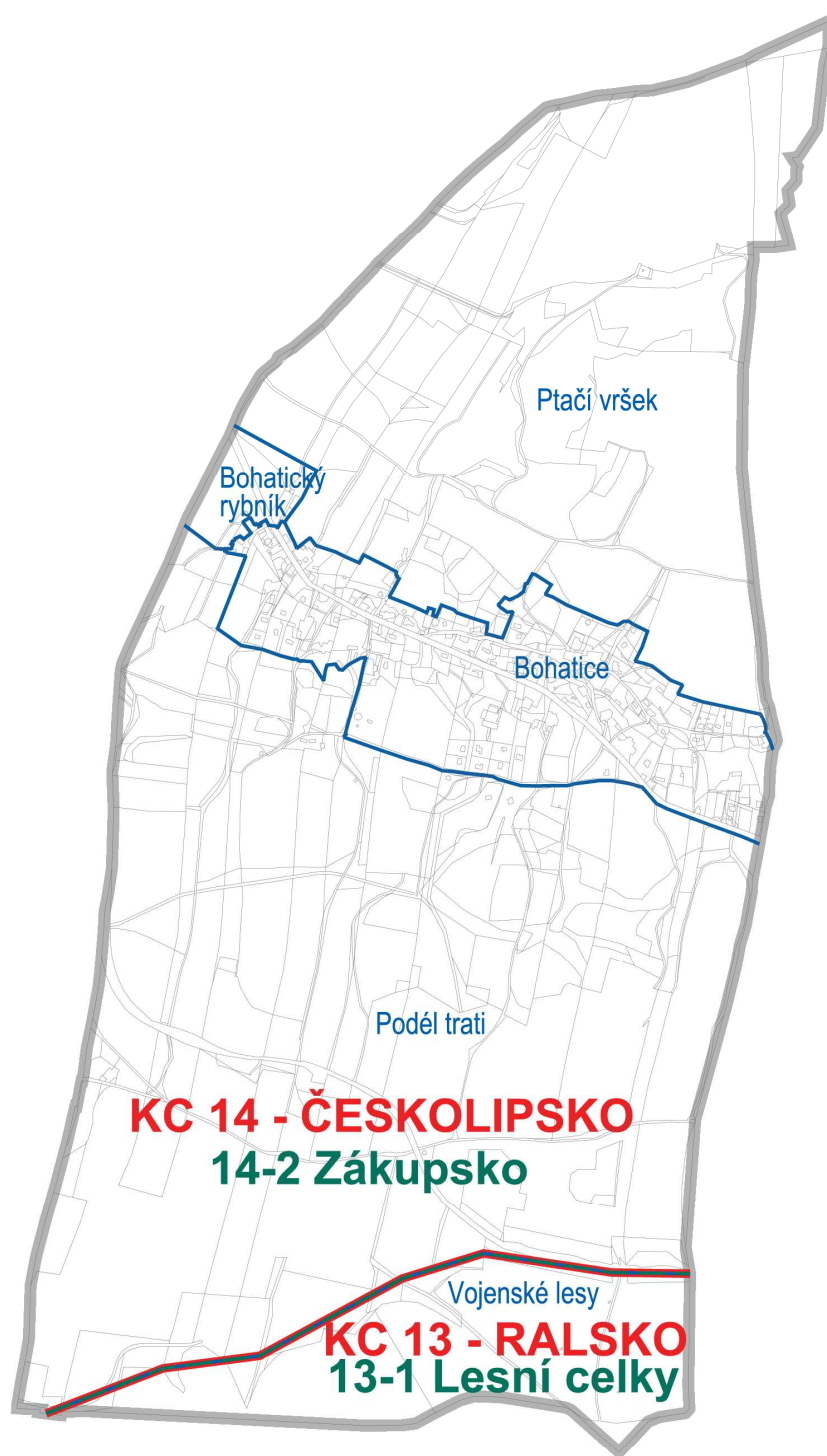 Ptačí vršek
Bohatický
rybník
Bohatice
Podél trati
KC 14 - ČESKOLIPSKO
14-2 Zákupsko
Vojenské lesy
KC 13 - RALSKO
13-1 Lesní celky